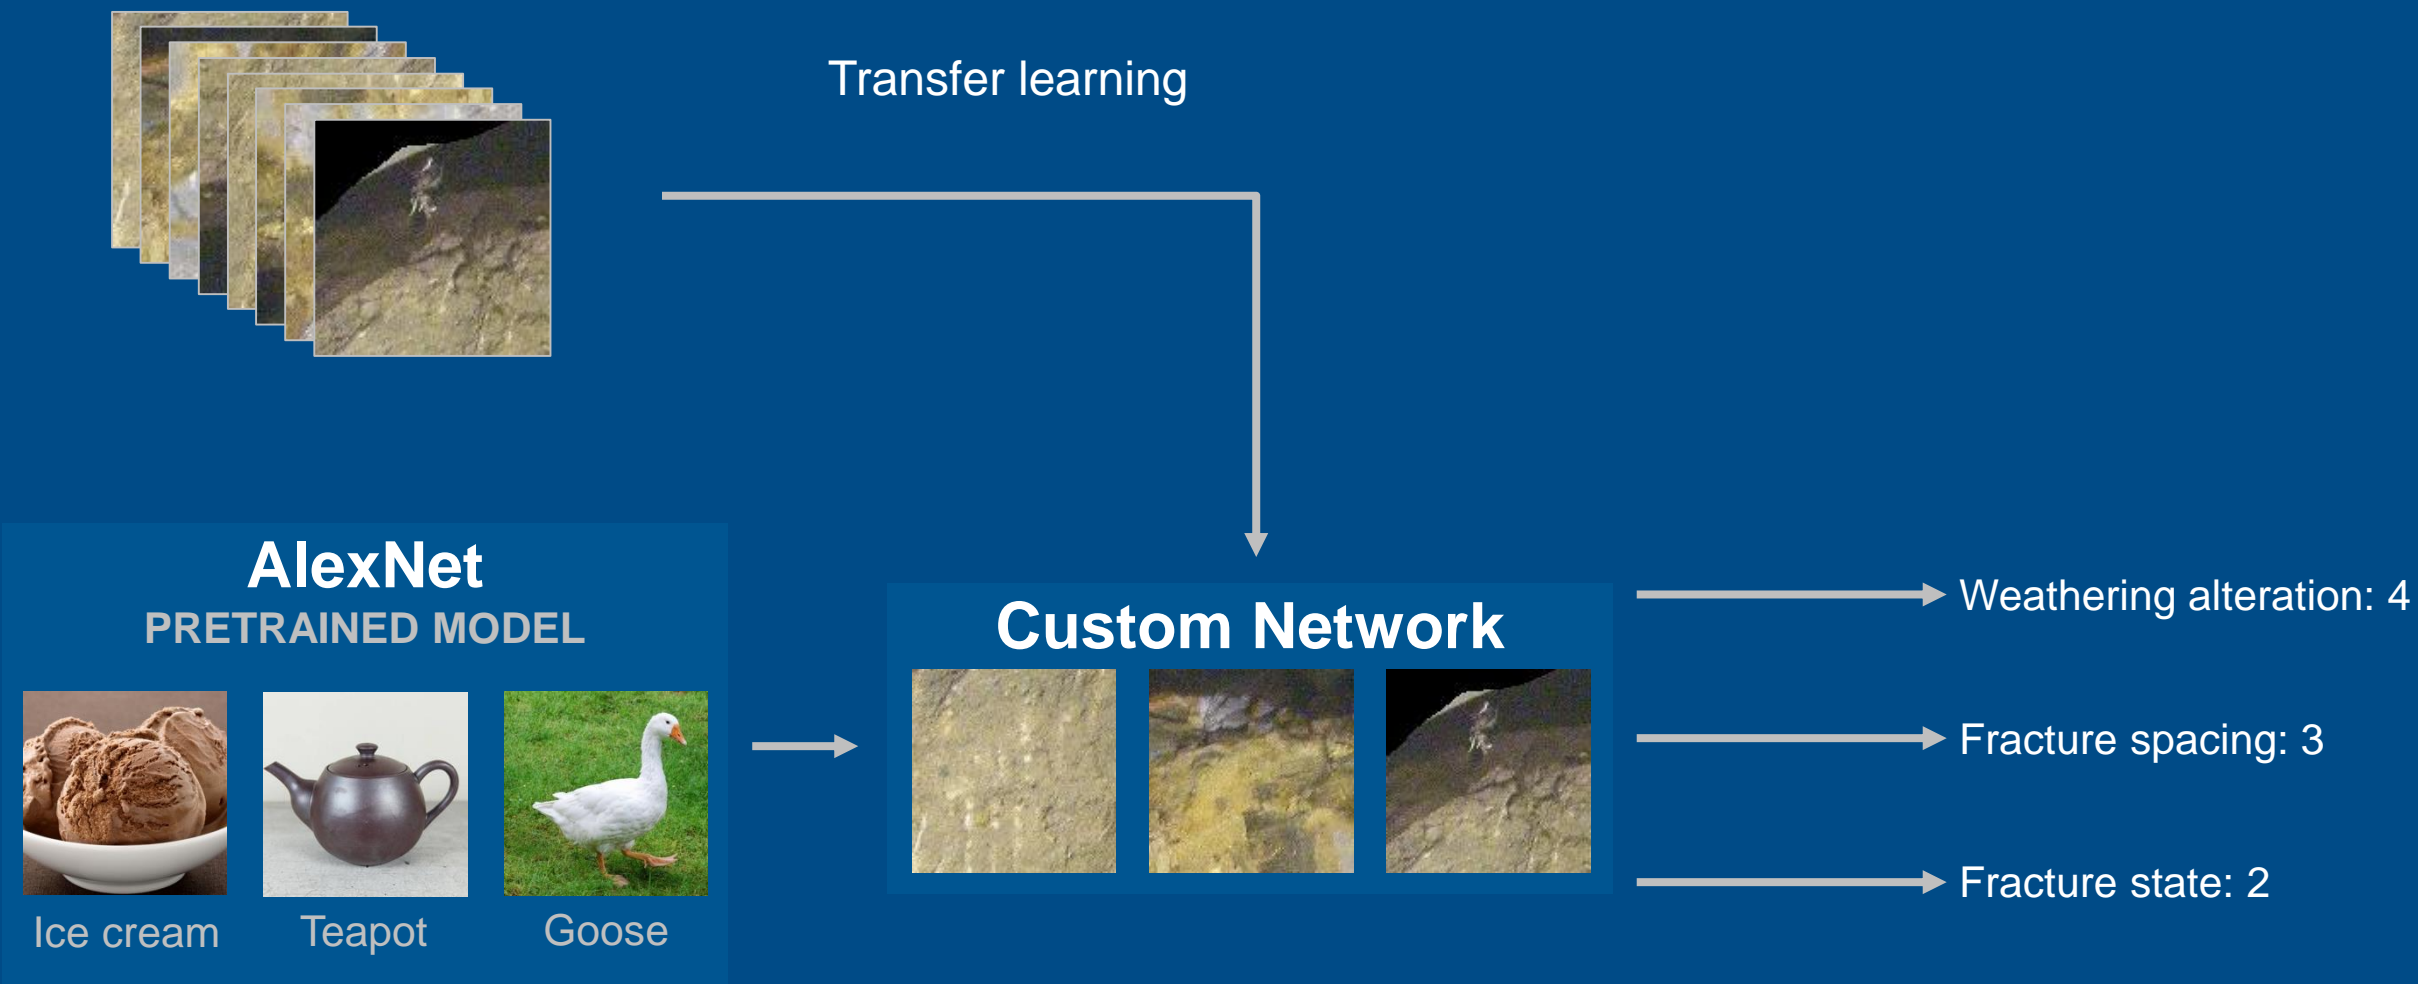 Transfer learning
AlexNet
PRETRAINED MODEL
Ice cream
Teapot
Goose
Custom Network
Weathering alteration: 4
Fracture spacing: 3
Fracture state: 2